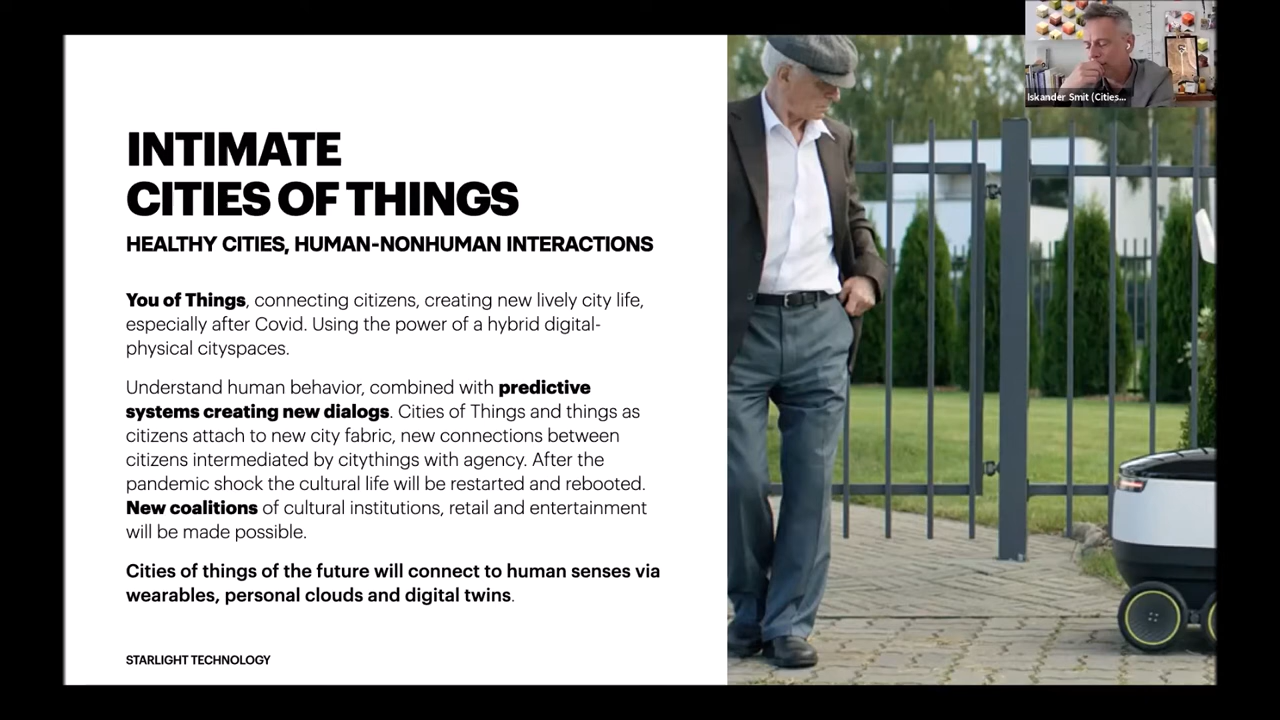 Iskander Smit (Cities...
INTIMATE
CITIES OF THINGS
HEALTHY CITIES, HUMAN-NONHUMAN INTERACTIONS
You of Things, connecting citizens, creating new lively city life,
especially after Covid. Using the power of a hybrid digital-
physical cityspaces.
Understand human behavior, combined with predictive
systems creating new dialogs. Cities of Things and things as
citizens attach to new city fabric, new connections between
citizens intermediated by citythings with agency. After the
pandemic shock the cultural life will be restarted and rebooted.
New coalitions of cultural institutions, retail and entertainment
will be made possible.
Cities of things of the future will connect to human senses via
wearables, personal clouds and digital twins.
STARLIGHT TECHNOLOGY